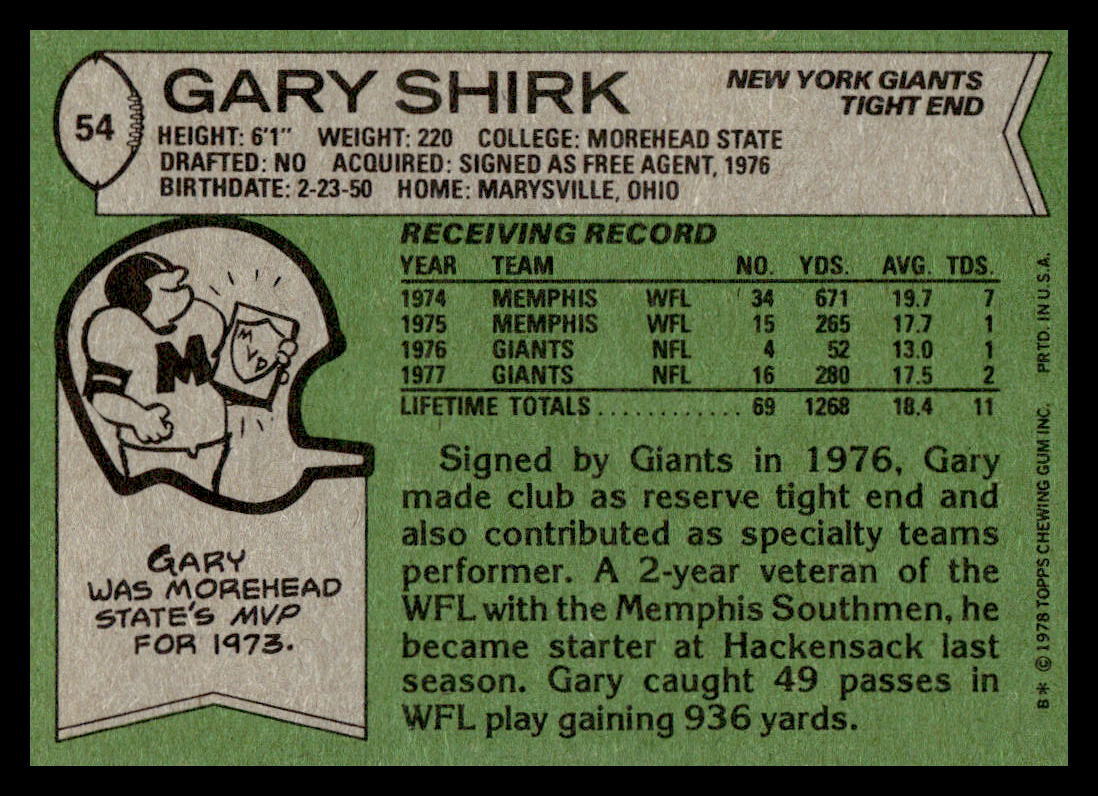 54
GARY SHIRK
NEW YORK GIANTS
TIGHT END
HEIGHT: 6'1" WEIGHT: 220 COLLEGE: MOREHEAD STATE
DRAFTED: NO ACQUIRED: SIGNED AS FREE AGENT, 1976
BIRTHDATE: 2-23-50 HOME: MARYSVILLE, OHIO
RECEIVING RECORD
YEAR TEAM NO. YDS. AVG. TDS.
1974 MEMPHIS WFL 34 671 19.7 7
1975 MEMPHIS WFL 15 265 17.7 1
1976 GIANTS NFL 4 52 13.0 1
1977 GIANTS NFL 16 280 17.5 2
LIFETIME TOTALS............ 69 1268 18.4 11
Signed by Giants in 1976, Gary
made club as reserve tight end and
also contributed as specialty teams
performer. A 2-year veteran of the
WFL with the Memphis Southmen, he
became starter at Hackensack last
season. Gary caught 49 passes in
WFL play gaining 936 yards.
M
MVP
GARY
WAS MOREHEAD
STATE'S MVP
FOR 1973.
B** © 1978 TOPPS CHEWING GUM INC. PRTD. IN U.S.A.